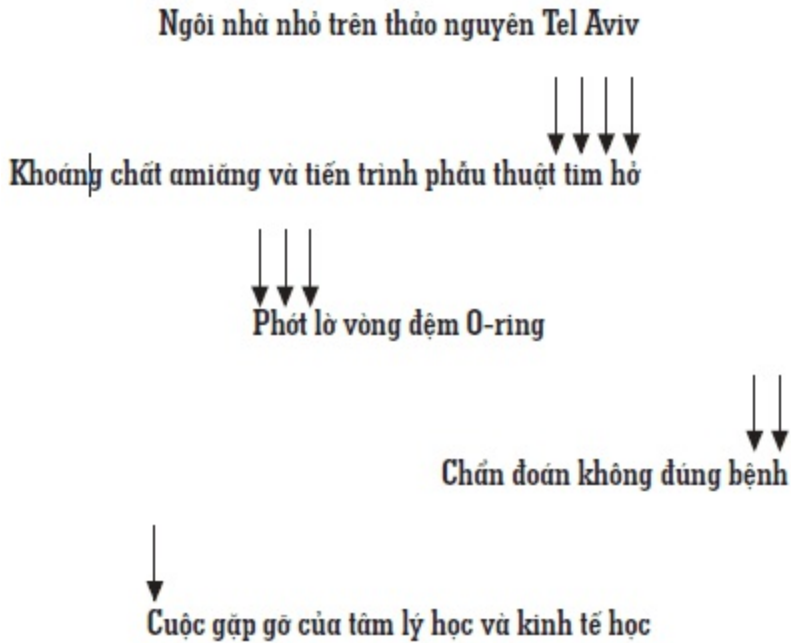 Ngôi nhà nhỏ trên thảo nguyên Tel Aviv
Khoáng chất amiăng và tiến trình phẫu thuật tim hở
Phớt lờ vòng đệm O-ring
Chẩn đoán không đúng bệnh
Cuộc gặp gỡ của tâm lý học và kinh tế học